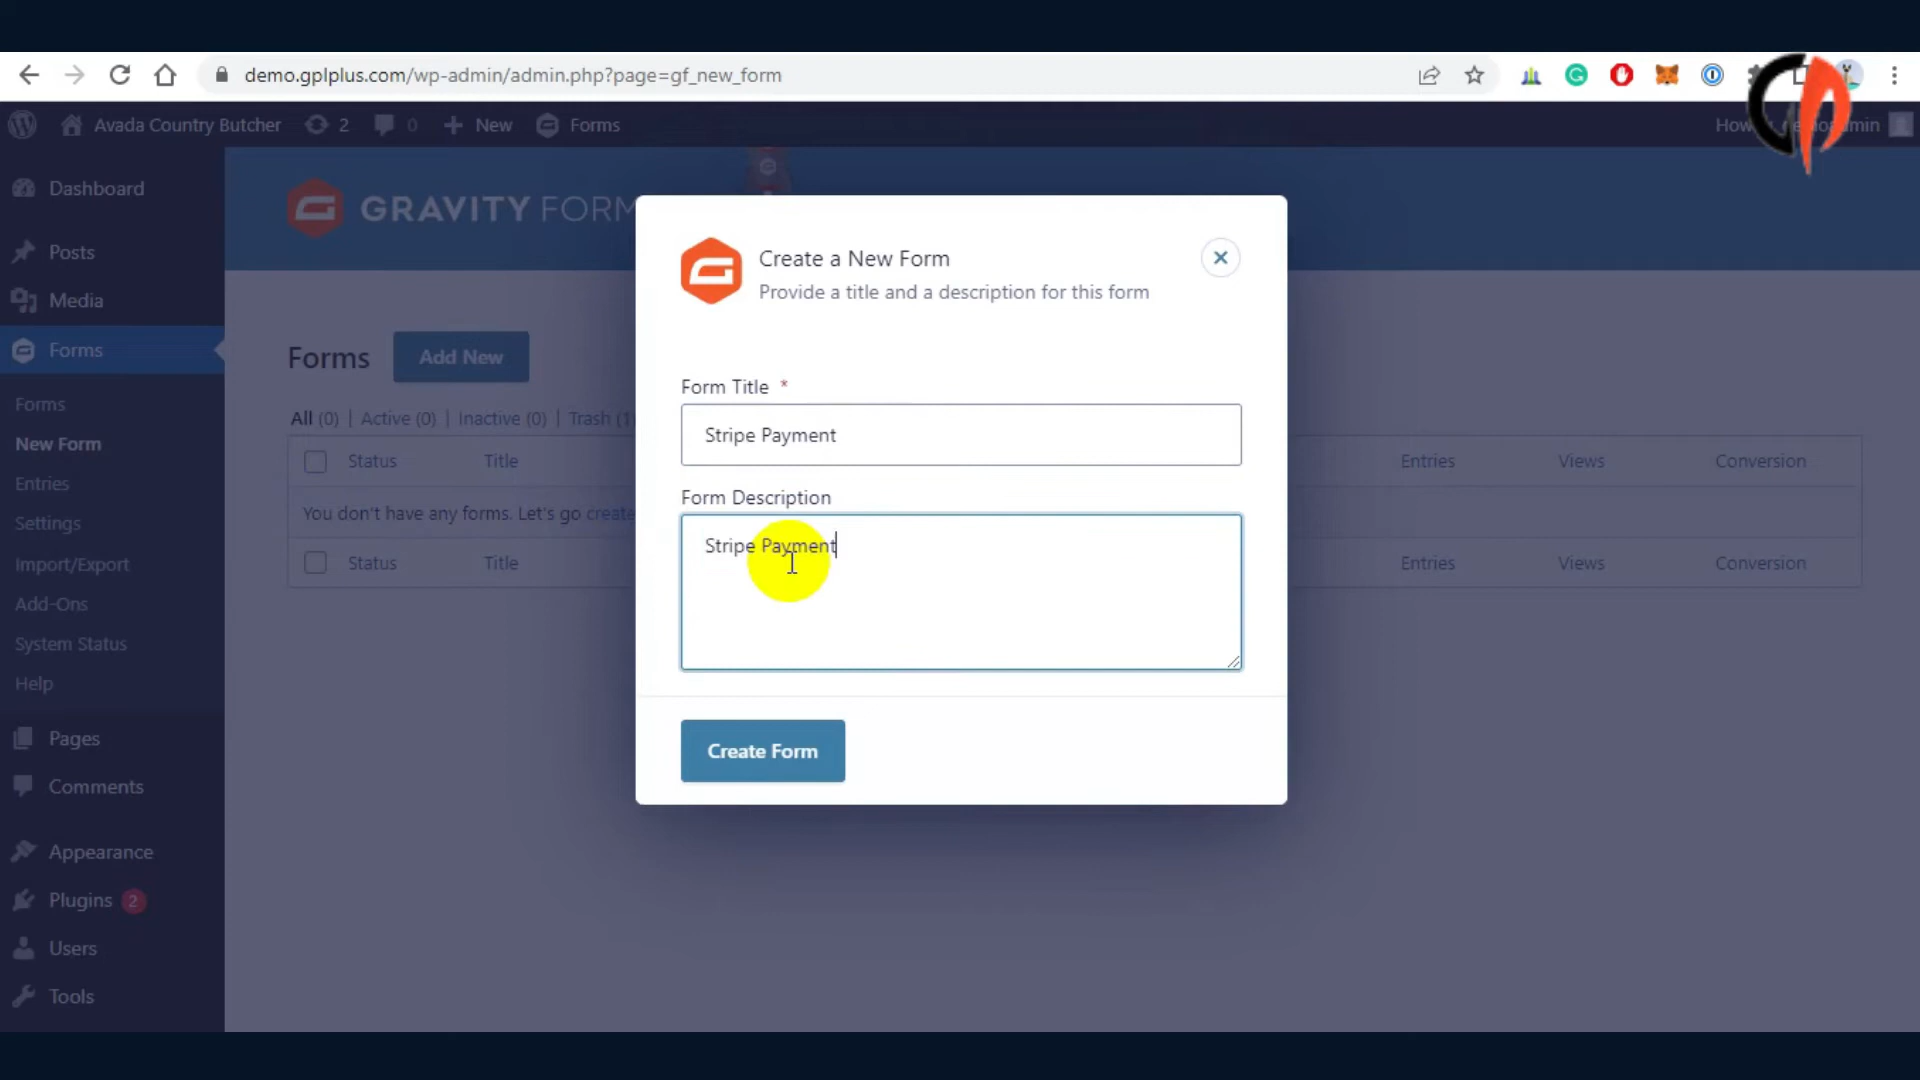 demo.gplplus.com/wp-admin/admin.php?page=gf_new_form
Avada Country Butcher 2 0 New Forms
Dashboard
Posts
Media
Forms
Forms
New Form
Entries
Settings
Import/Export
Add-Ons
System Status
Help
Pages
Comments
Appearance
Plugins 2
Users
Tools
GRAVITY FORM
Forms Add New
All (0) | Active (0) | Inactive (0) | Trash (1)
Status Title Entries Views Conversion
You don't have any forms. Let's go create
Status Title Entries Views Conversion
Create a New Form
Provide a title and a description for this form
Form Title *
Stripe Payment
Form Description
Stripe Payment
Create Form